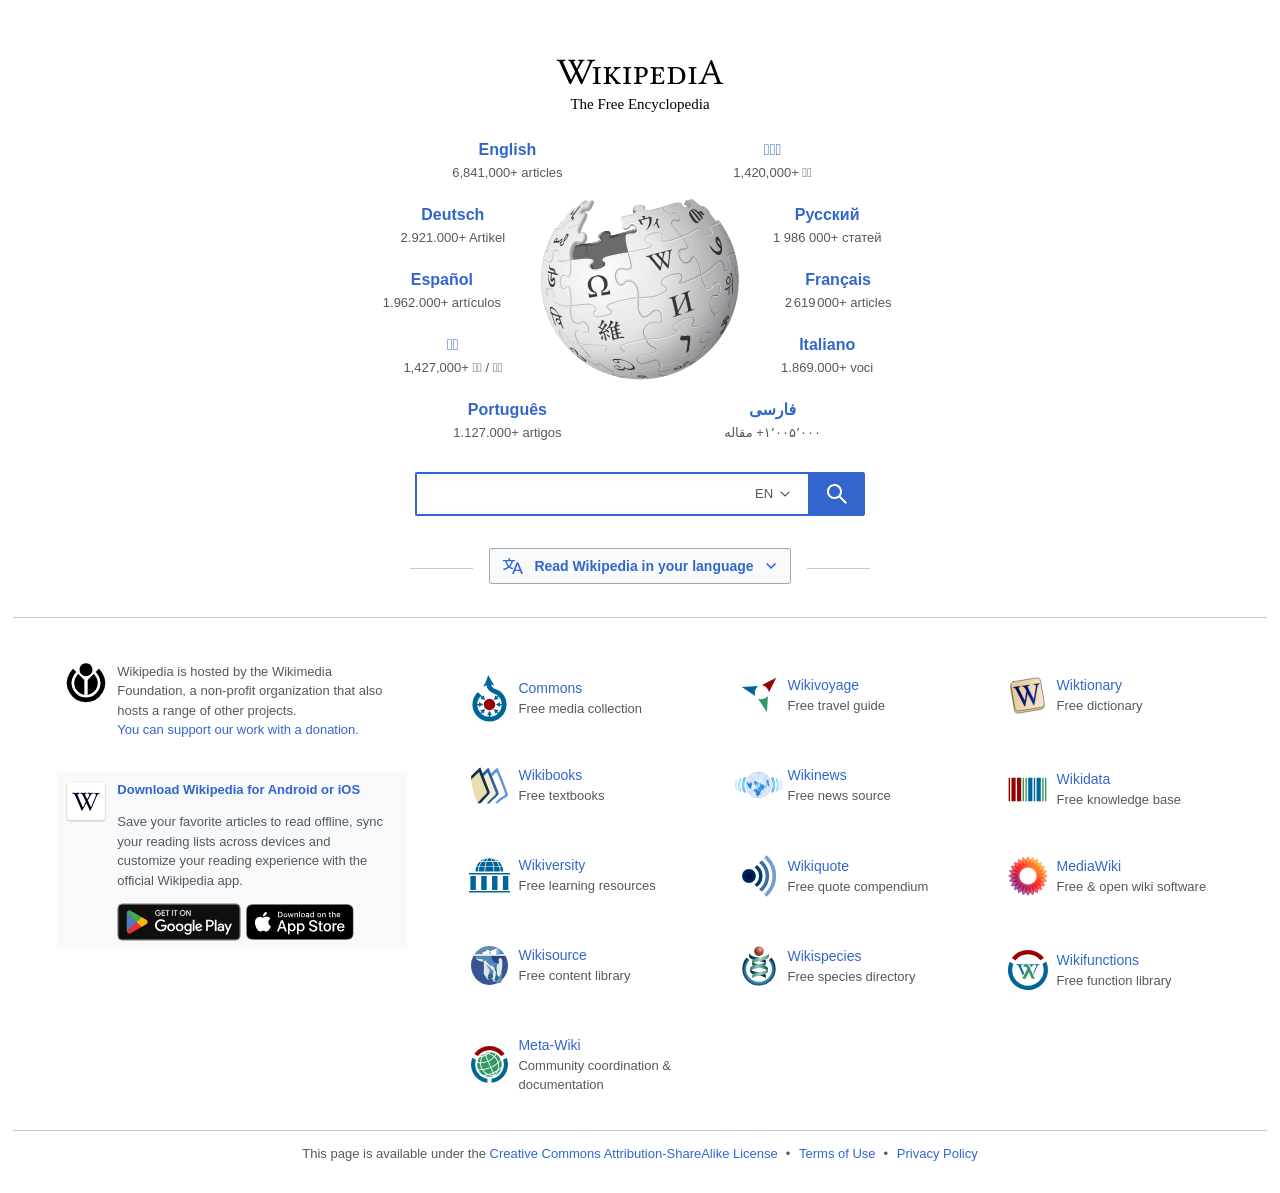 WIKIPEDIA
The Free Encyclopedia
English
6,841,000+ articles
1,420,000+
Deutsch
2.921.000+ Artikel
Русский
1 986 000+ статей
Español
1.962.000+ artículos
Français
2 619 000+ articles
1,427,000+ /
Italiano
1.869.000+ voci
Português
1.127.000+ artigos
فارسی
۱٬۰۰۵٬۰۰۰+ مقاله
Ω
W
И
維
EN
Read Wikipedia in your language
Wikipedia is hosted by the Wikimedia
Foundation, a non-profit organization that also
hosts a range of other projects.
You can support our work with a donation.
W
Download Wikipedia for Android or iOS
Save your favorite articles to read offline, sync
your reading lists across devices and
customize your reading experience with the
official Wikipedia app.
GET IT ON
Google Play
Download on the
App Store
Commons
Free media collection
Wikivoyage
Free travel guide
W
Wiktionary
Free dictionary
Wikibooks
Free textbooks
Wikinews
Free news source
Wikidata
Free knowledge base
Wikiversity
Free learning resources
Wikiquote
Free quote compendium
MediaWiki
Free & open wiki software
Wikisource
Free content library
Wikispecies
Free species directory
Wikifunctions
Free function library
Meta-Wiki
Community coordination &
documentation
This page is available under the Creative Commons Attribution-ShareAlike License • Terms of Use • Privacy Policy